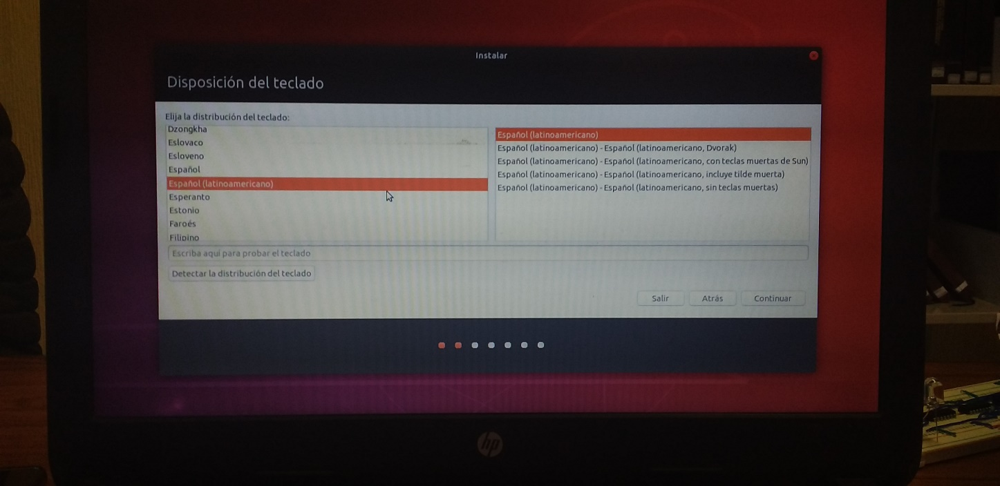 Instalar
Disposición del teclado
Elija la distribución del teclado:
Dzongkha
Eslovaco
Esloveno
Español
Español (latinoamericano)
Esperanto
Estonio
Faroés
Filipino
Español (latinoamericano)
Español (latinoamericano) - Español (latinoamericano, Dvorak)
Español (latinoamericano) - Español (latinoamericano, con teclas muertas de Sun)
Español (latinoamericano) - Español (latinoamericano, incluye tilde muerta)
Español (latinoamericano) - Español (latinoamericano, sin teclas muertas)
Escriba aquí para probar el teclado
Detectar la distribución del teclado
Salir Atrás Continuar
hp